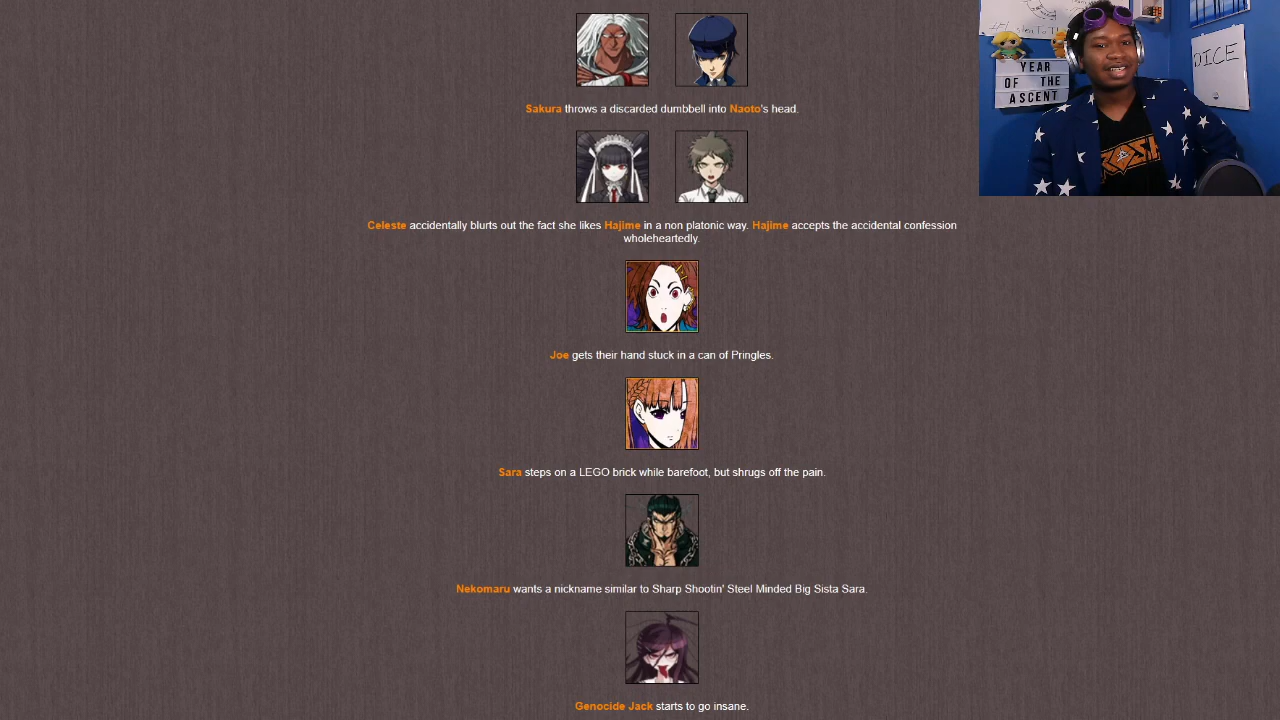 Sakura throws a discarded dumbbell into Naoto's head.
Celeste accidentally blurts out the fact she likes Hajime in a non platonic way. Hajime accepts the accidental confession
wholeheartedly.
Joe gets their hand stuck in a can of Pringles.
Sara steps on a LEGO brick while barefoot, but shrugs off the pain.
Nekomaru wants a nickname similar to Sharp Shootin' Steel Minded Big Sista Sara.
Genocide Jack starts to go insane.
YEAR
OF THE
ASCENT
DICE